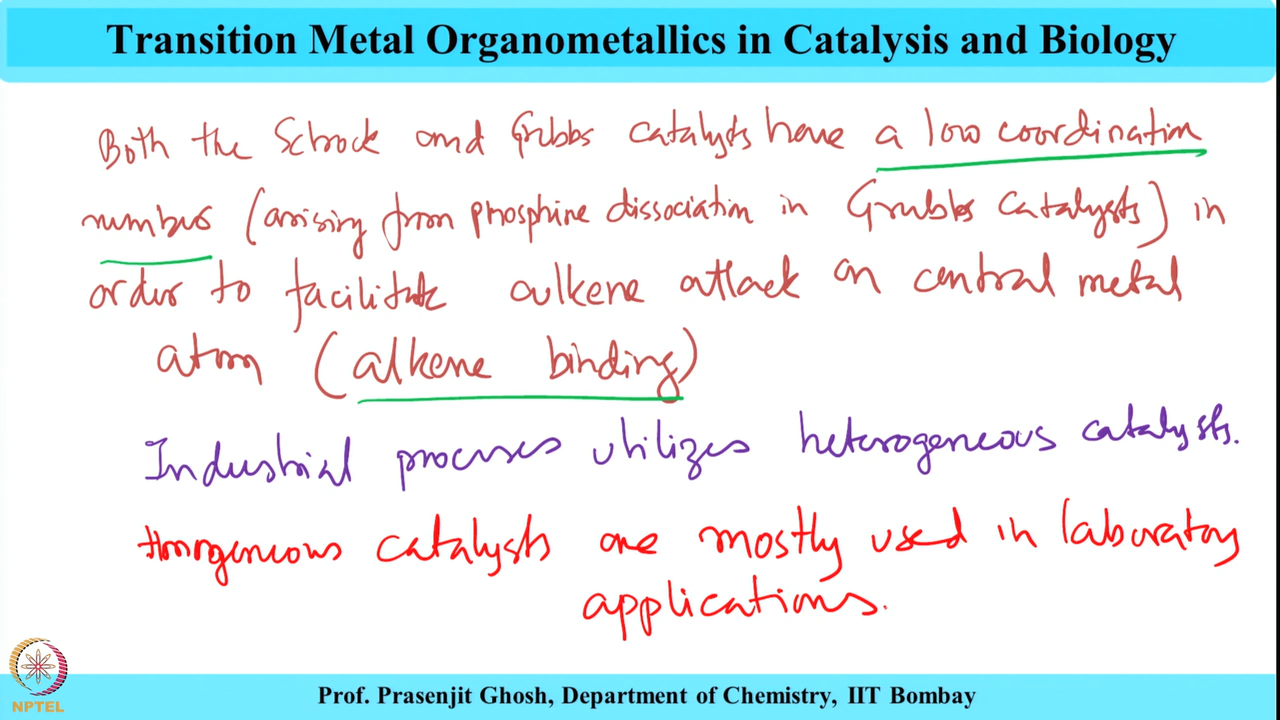 Transition Metal Organometallics in Catalysis and Biology
Both the Schrock and Grubbs catalysts have a low coordination
number (arising from phosphine dissociation in Grubbs Catalysts) in
order to facilitate alkene attack on central metal
atom (alkene binding)
Industrial processes utilizes heterogeneous catalysts.
Homogeneous catalysts are mostly used in laboratory
applications.
NPTEL
Prof. Prasenjit Ghosh, Department of Chemistry, IIT Bombay